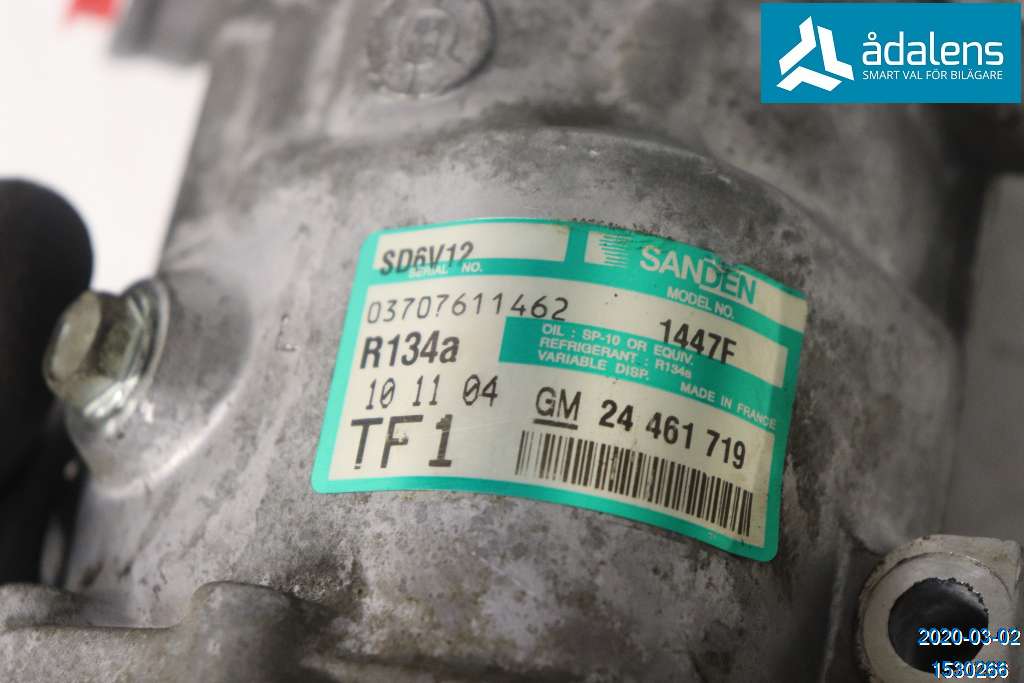 ådalens
SMART VAL FÖR BILÄGARE
SD6V12
SERIAL NO.
SANDEN
MODEL NO.
03707611462
1447F
R134a
OIL : SP-10 OR EQUIV.
REFRIGERANT : R134a
VARIABLE DISP.
MADE IN FRANCE
10 11 04
GM 24 461 719
TF1
2020-03-02
1530266